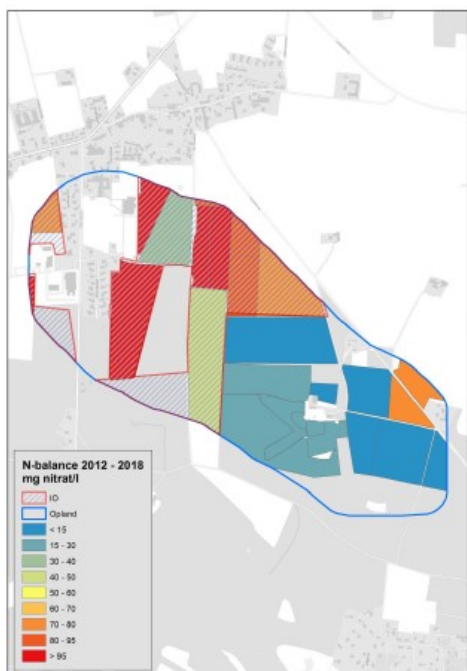 N-balance 2012 - 2018
mg nitrat/l
IO
Opland
< 15
15 - 30
30 - 40
40 - 50
50 - 60
60 - 70
70 - 80
80 - 95
> 95